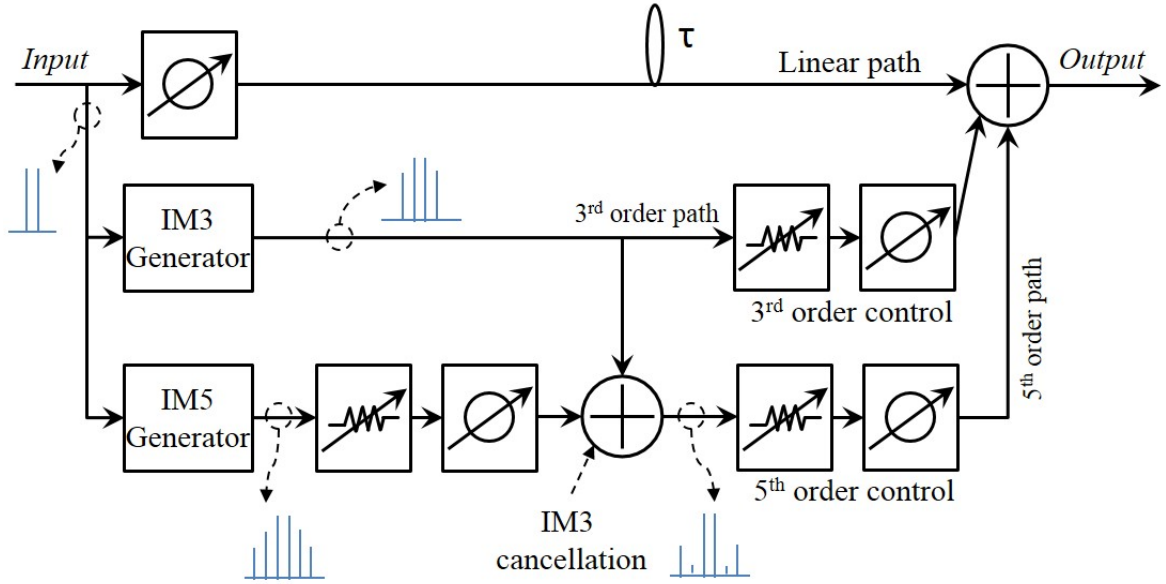 τ
Input
Linear path
Output
IM3
Generator
3rd order path
3rd order control
5th order path
IM5
Generator
5th order control
IM3
cancellation